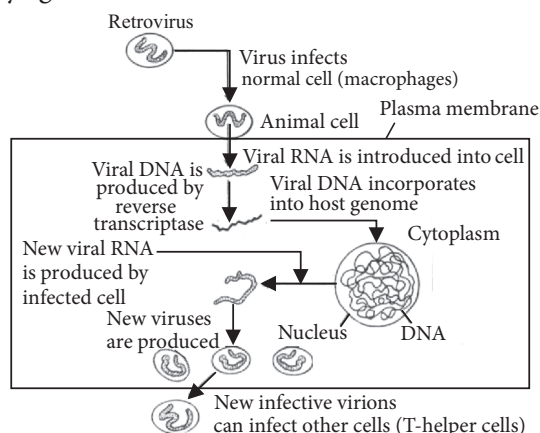 Retrovirus
Virus infects
normal cell (macrophages)
Plasma membrane
Animal cell
Viral RNA is introduced into cell
Viral DNA is
produced by
reverse
transcriptase
Viral DNA incorporates
into host genome
Cytoplasm
New viral RNA
is produced by
infected cell
New viruses
are produced
Nucleus
DNA
New infective virions
can infect other cells (T-helper cells)